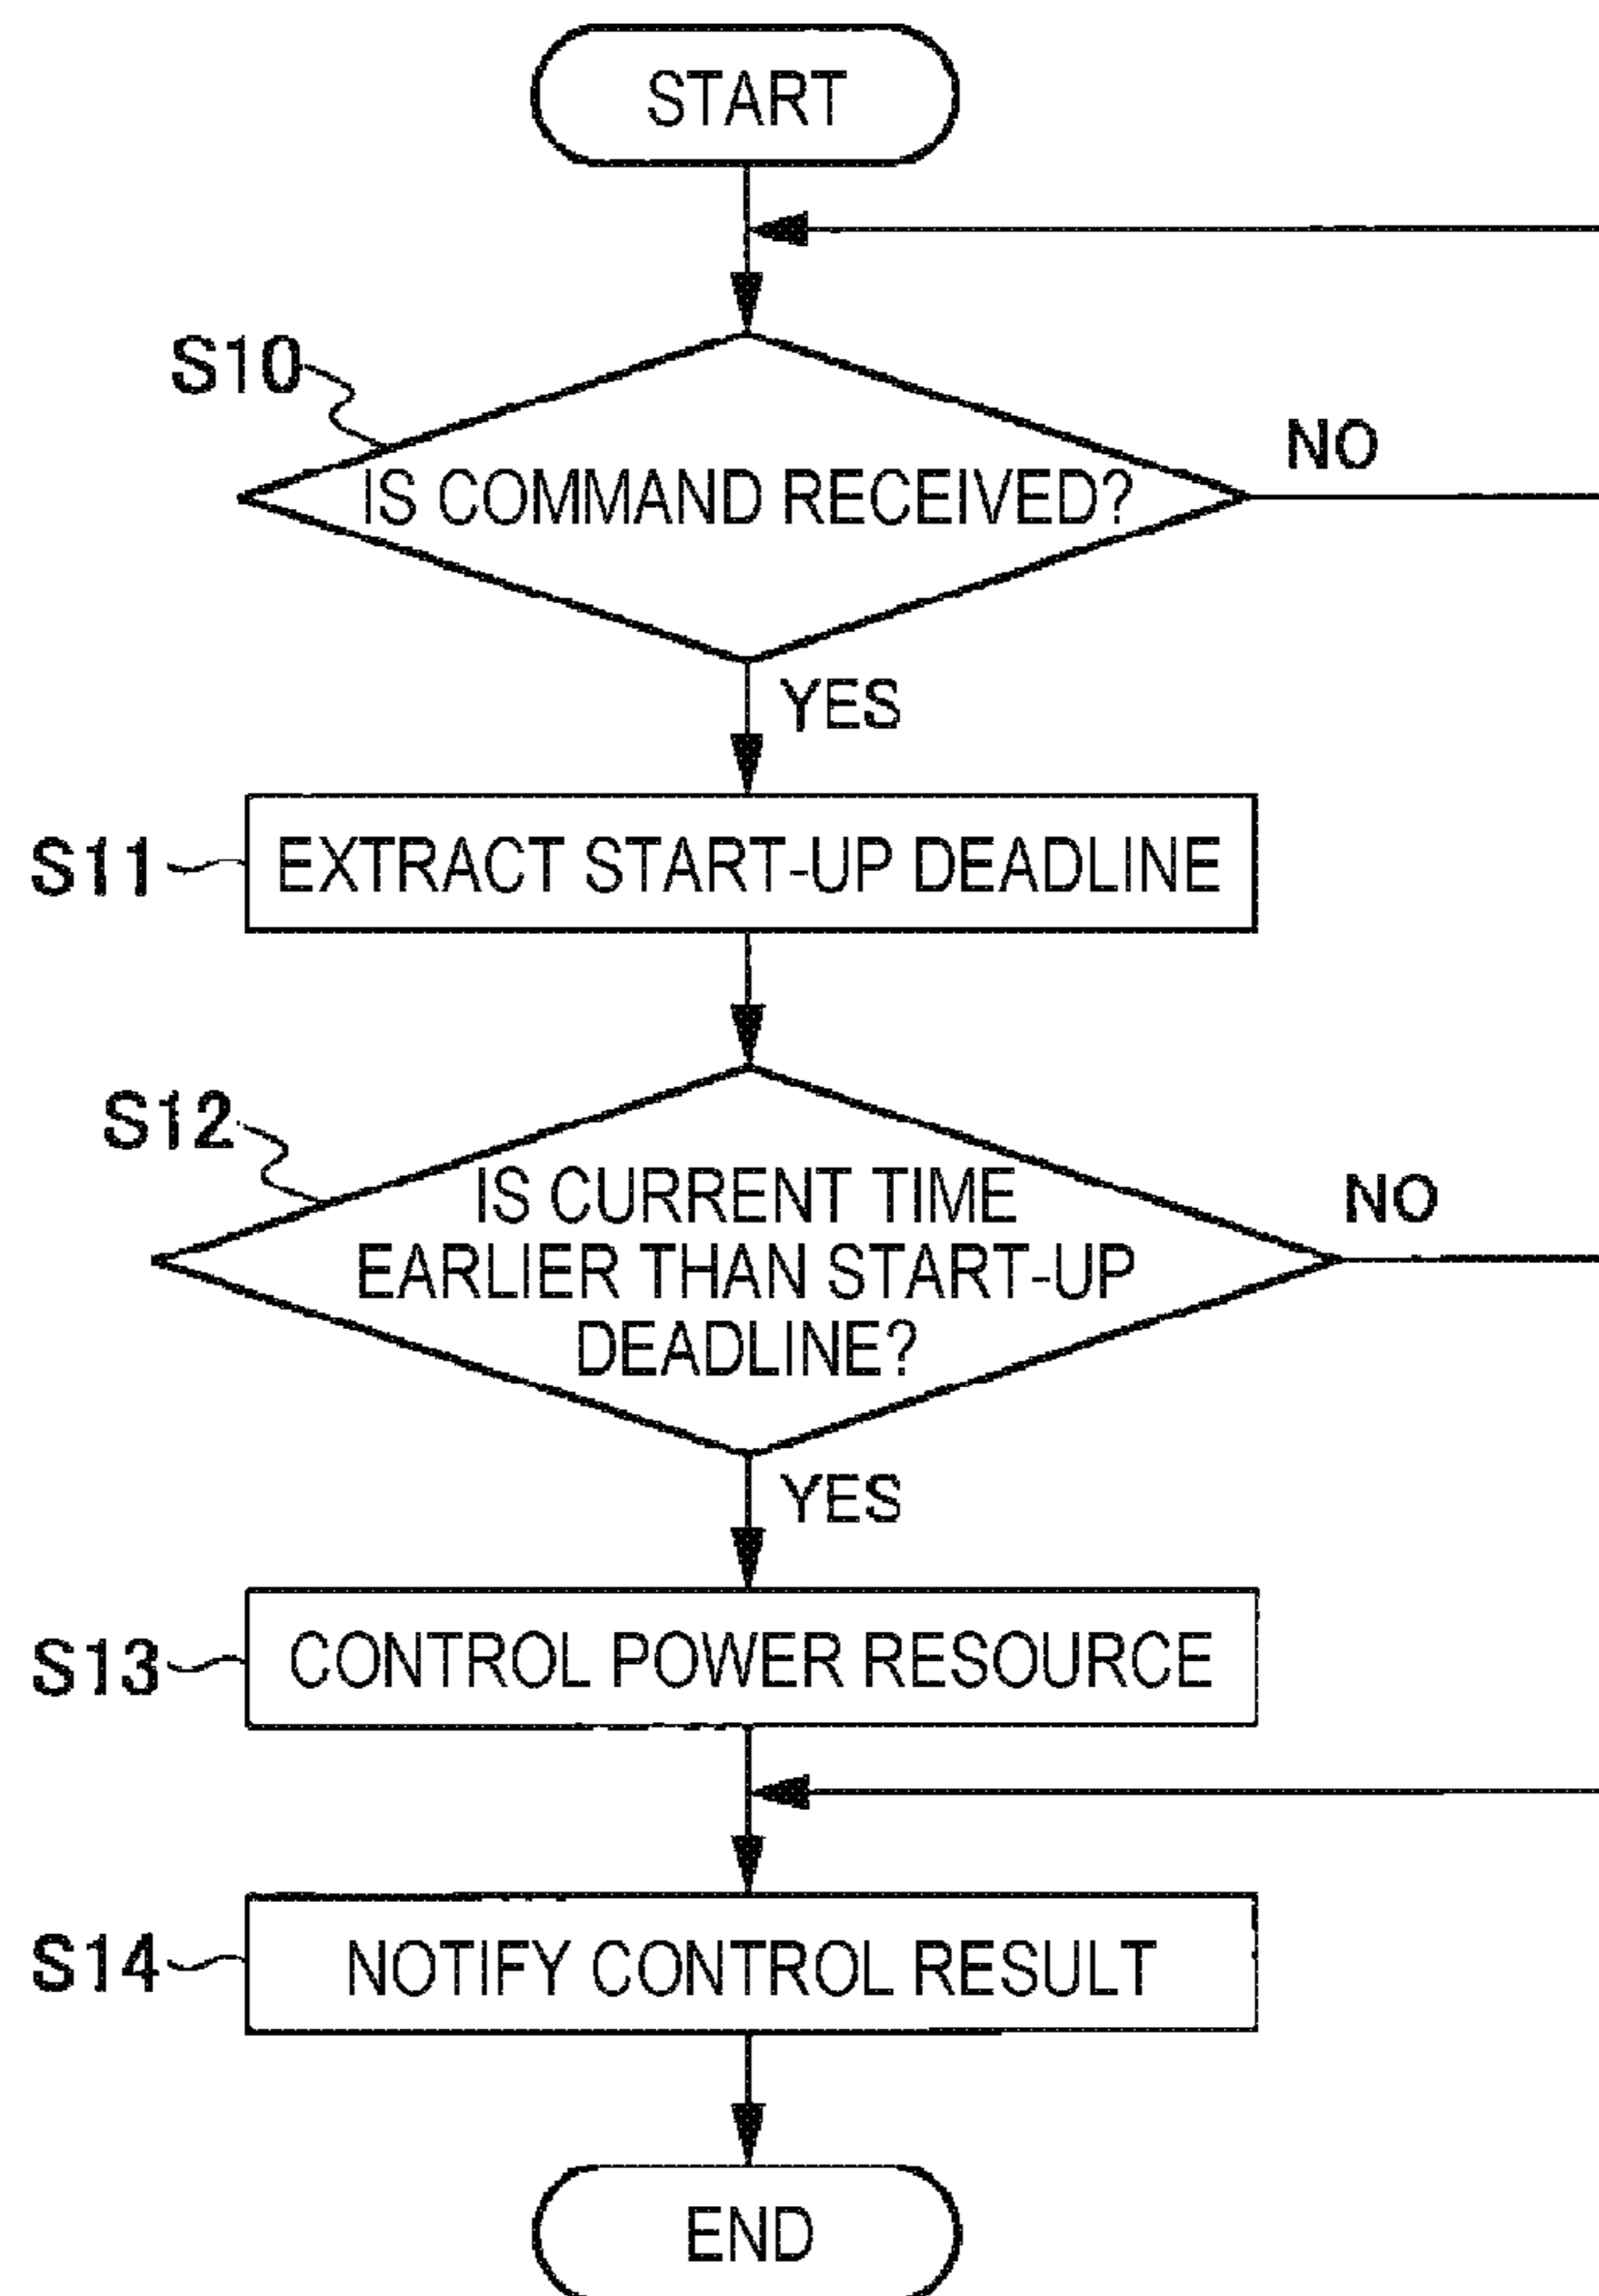 START
S10
IS COMMAND RECEIVED?
NO
YES
S11
EXTRACT START-UP DEADLINE
S12
IS CURRENT TIME
EARLIER THAN START-UP
DEADLINE?
NO
YES
S13
CONTROL POWER RESOURCE
S14
NOTIFY CONTROL RESULT
END